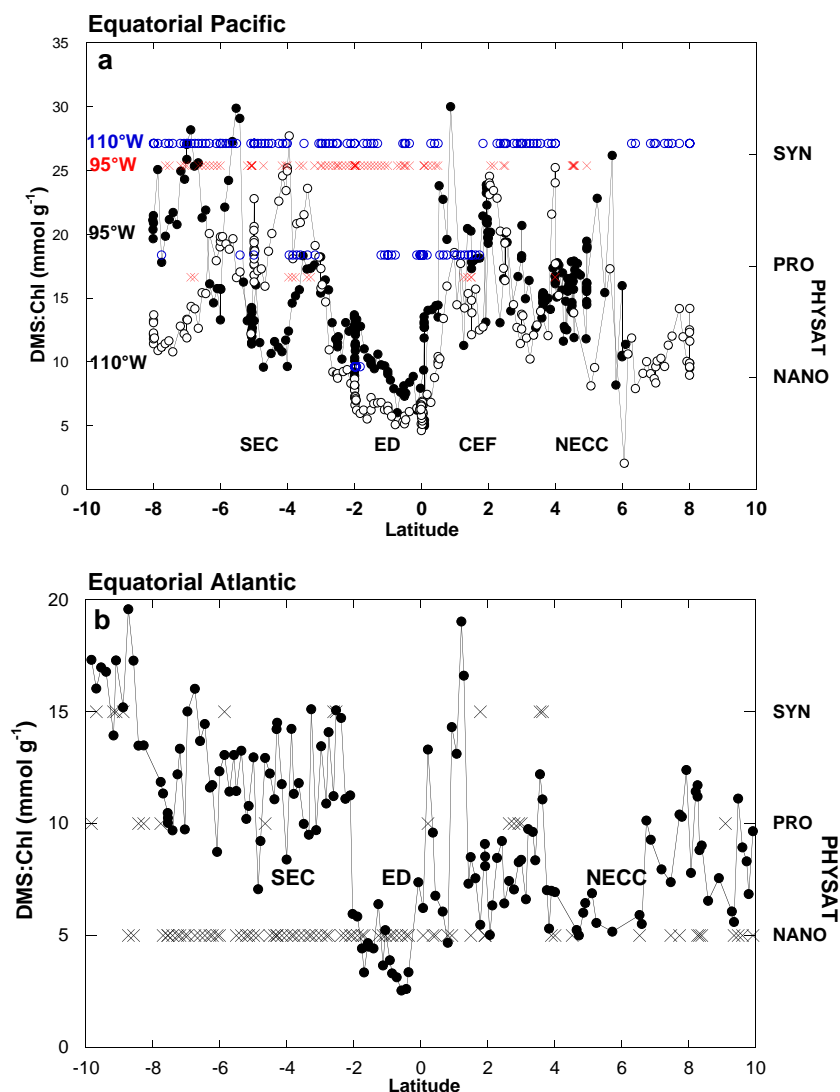 Equatorial Pacific
a
35
30
25
20
15
10
5
0
DMS:Chl (mmol g-1)
110°W
95°W
95°W
110°W
SYN
PRO
NANO
PHYSAT
SEC
ED
CEF
NECC
-10 -8 -6 -4 -2 0 2 4 6 8 10
Latitude
Equatorial Atlantic
b
20
15
10
5
0
DMS:Chl (mmol g-1)
SYN
PRO
NANO
PHYSAT
SEC
ED
NECC
-10 -8 -6 -4 -2 0 2 4 6 8 10
Latitude